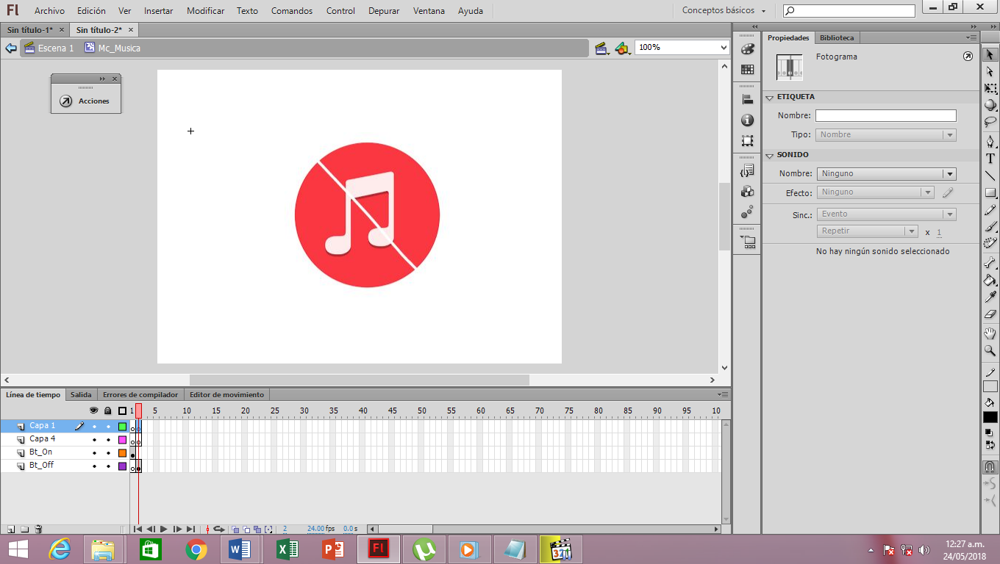 Fl Archivo Edición Ver Insertar Modificar Texto Comandos Control Depurar Ventana Ayuda Conceptos básicos
Sin título-1* × Sin título-2* ×
Escena 1 Mc_Musica 100%
Acciones
Propiedades Biblioteca
Fotograma
ETIQUETA
Nombre:
Tipo: Nombre
SONIDO
Nombre: Ninguno
Efecto: Ninguno
Sinc.: Evento
Repetir x 1
No hay ningún sonido seleccionado
Línea de tiempo Salida Errores de compilador Editor de movimiento
1 5 10 15 20 25 30 35 40 45 50 55 60 65 70 75 80 85 90 95 10
Capa 1
Capa 4
Bt_On
Bt_Off
2 24.00 fps 0.0 s
Fl
321
12:27 a.m.
24/05/2018